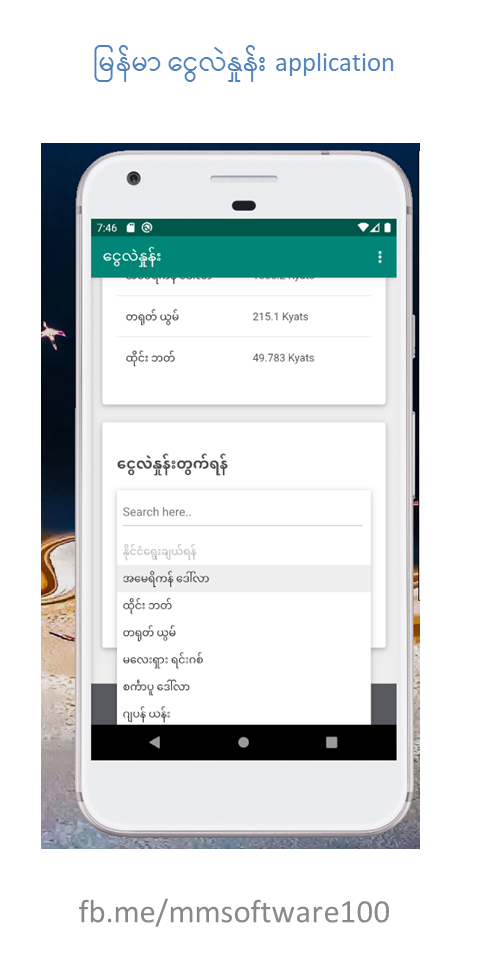 မြန်မာ ငွေလဲနှုန်း application
7:46
ငွေလဲနှုန်း
တရုတ် ယွမ် 215.1 Kyats
ထိုင်း ဘတ် 49.783 Kyats
ငွေလဲနှုန်းတွက်ရန်
Search here..
နိုင်ငံရွေးချယ်ရန်
အမေရိကန် ဒေါ်လာ
ထိုင်း ဘတ်
တရုတ် ယွမ်
မလေးရှား ရင်းဂစ်
စင်္ကာပူ ဒေါ်လာ
ဂျပန် ယန်း
fb.me/mmsoftware100